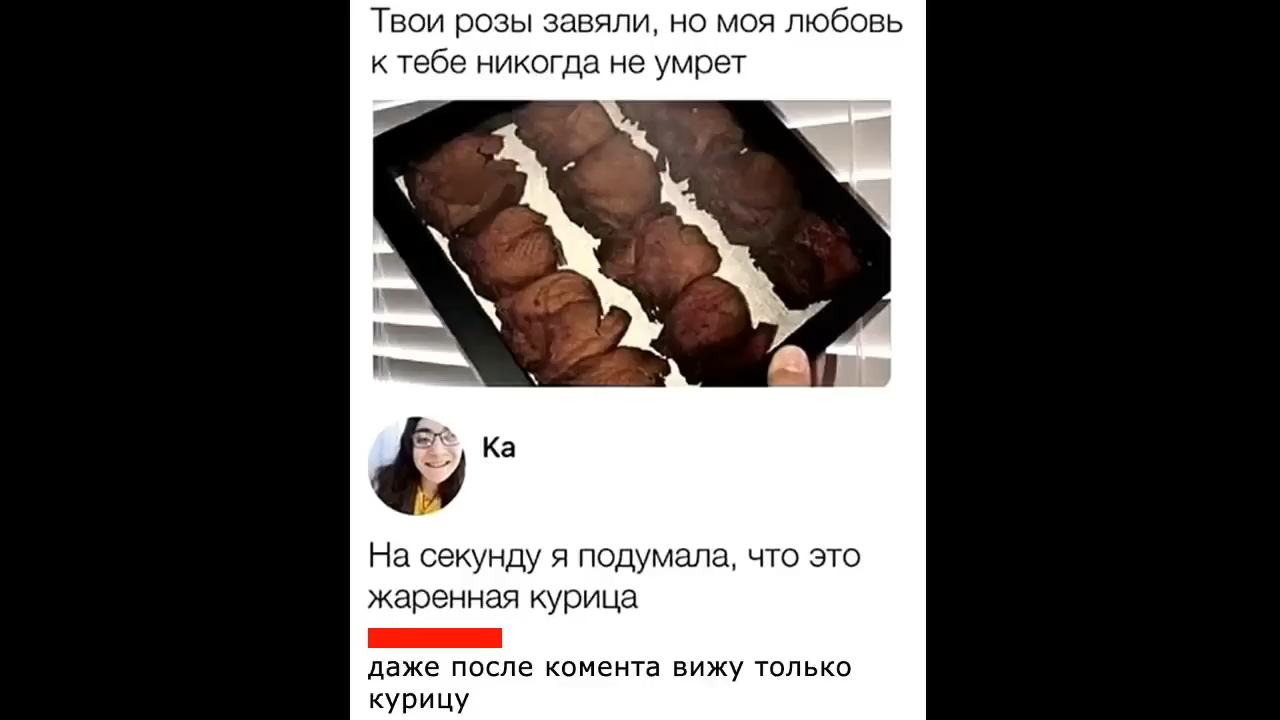 Твои розы завяли, но моя любовь
к тебе никогда не умрет
Ка
На секунду я подумала, что это
жаренная курица
даже после комента вижу только
курицу